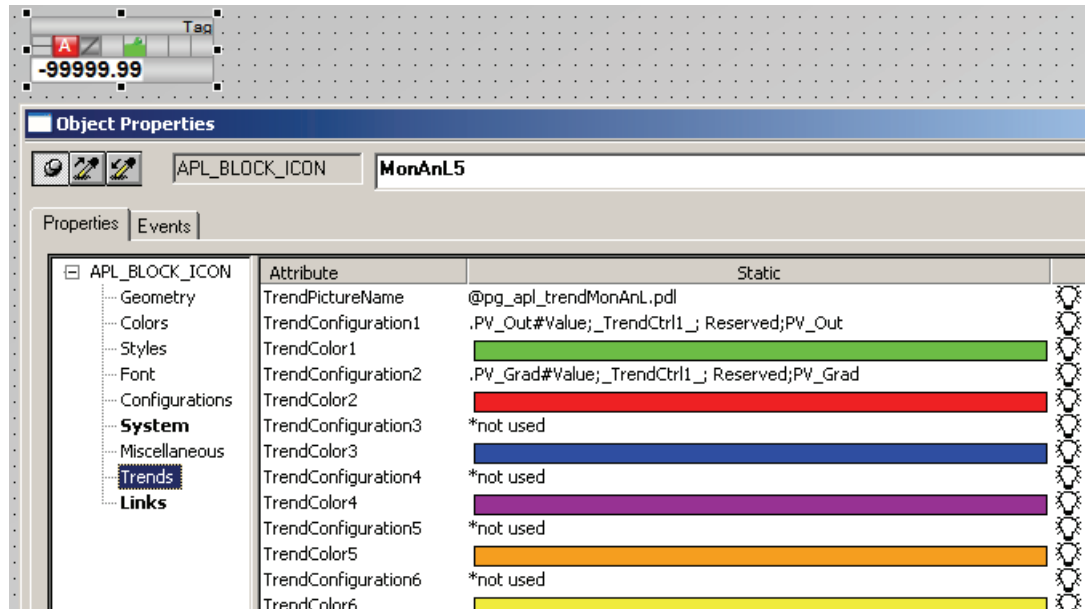 Tag
A
-99999.99
Object Properties
APL_BLOCK_ICON MonAnL5
Properties Events
APL_BLOCK_ICON Attribute Static
Geometry TrendPictureName @pg_apl_trendMonAnL.pdl
Colors TrendConfiguration1 .PV_Out#Value;_TrendCtrl1_; Reserved;PV_Out
Styles TrendColor1
Font TrendConfiguration2 .PV_Grad#Value;_TrendCtrl1_; Reserved;PV_Grad
Configurations TrendColor2
System TrendConfiguration3 *not used
Miscellaneous TrendColor3
Trends TrendConfiguration4 *not used
Links TrendColor4
TrendConfiguration5 *not used
TrendColor5
TrendConfiguration6 *not used
TrendColor6